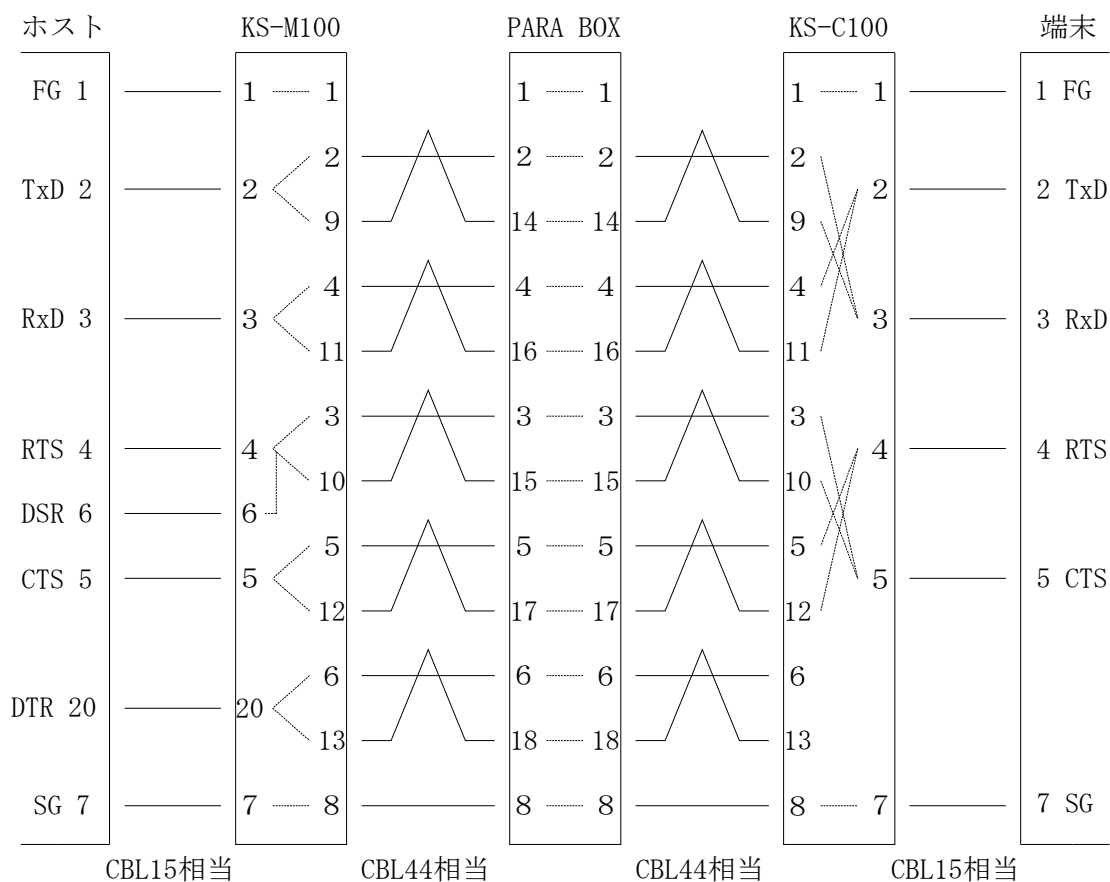 ホスト KS-M100 PARA BOX KS-C100 端末
FG 1 1 1 1 1 1 1 1 FG
2 2 2 2
TxD 2 2 2 2 TxD
9 14 14 9
4 4 4 4
RxD 3 3 3 3 RxD
11 16 16 11
3 3 3 3
RTS 4 4 4 4 RTS
10 15 15 10
DSR 6 6
5 5 5 5
CTS 5 5 5 5 CTS
12 17 17 12
6 6 6 6
DTR 20 20
13 18 18 13
SG 7 7 8 8 8 8 7 7 SG
CBL15相当 CBL44相当 CBL44相当 CBL15相当